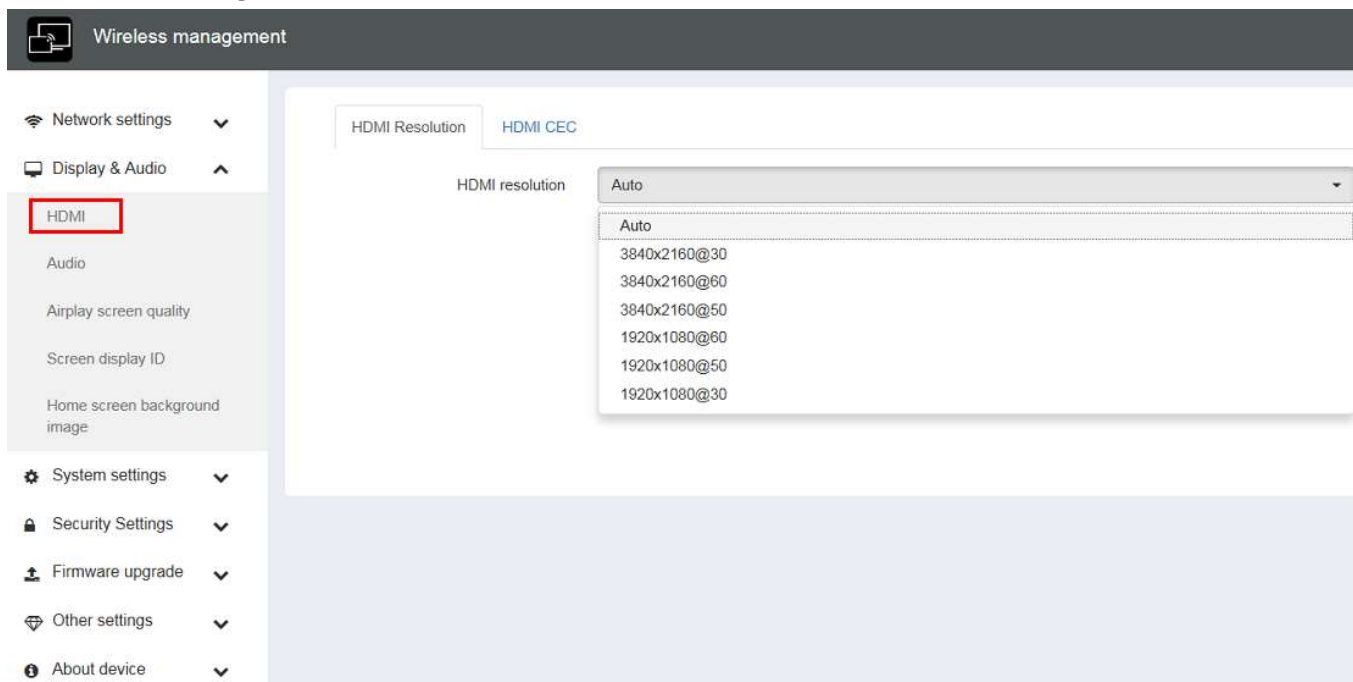 Wireless management
Network settings
Display & Audio
HDMI
Audio
Airplay screen quality
Screen display ID
Home screen background
image
System settings
Security Settings
Firmware upgrade
Other settings
About device
HDMI Resolution
HDMI CEC
HDMI resolution
Auto
Auto
3840x2160@30
3840x2160@60
3840x2160@50
1920x1080@60
1920x1080@50
1920x1080@30